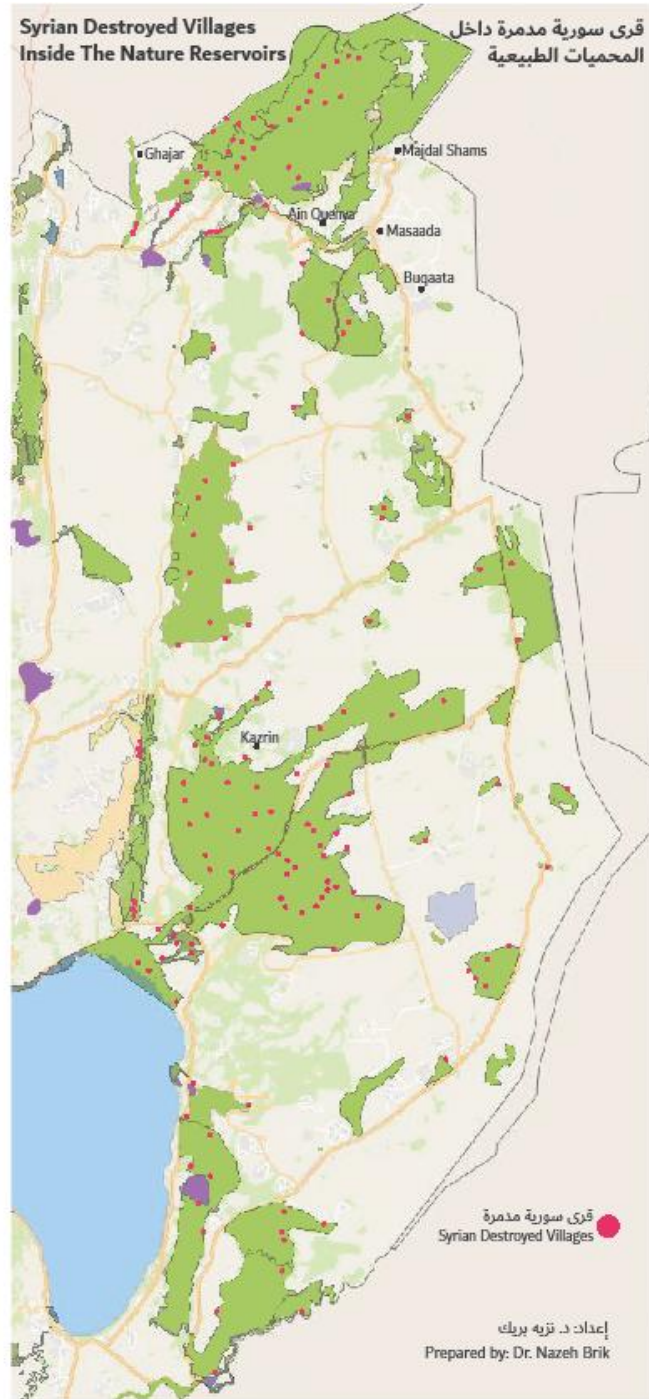 Syrian Destroyed Villages
Inside The Nature Reservoirs
قرى سورية مدمرة داخل
المحميات الطبيعية
Ghajar
Majdal Shams
Ain Quenya
Masaada
Buqaata
Kazrin
قرى سورية مدمرة
Syrian Destroyed Villages
إعداد: د. نزيه بريك
Prepared by: Dr. Nazeh Brik